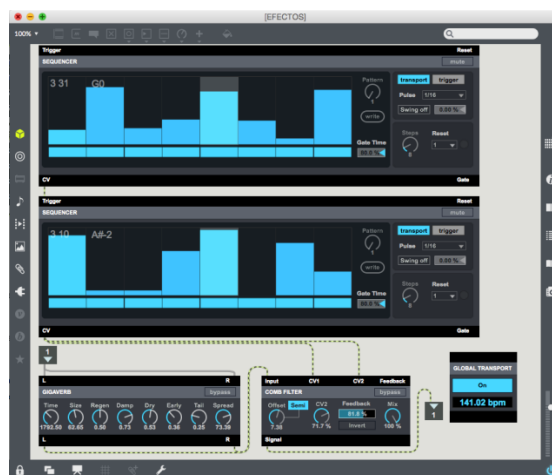 [EFECTOS]
100%
Trigger Reset
SEQUENCER mute
3 31 G0
Pattern
1
write
Gate Time
transport trigger
Pulse 1/16
Swing off 0.00 %
Steps Reset
8 1
CV Gate
Trigger Reset
SEQUENCER mute
3 10 A#-2
Pattern
1
write
Gate Time
transport trigger
Pulse 1/16
Swing off 0.00 %
Steps Reset
8 1
CV Gate
1
L R
GIGAVERB bypass
Time Size Regen Damp Dry Early Tail Spread
1792.50 62.65 0.50 0.73 0.53 0.36 0.25 73.39
L R
Input CV1 CV2 Feedback
COMB FILTER bypass
Offset Semi CV2 Feedback Mix
7.36 71.7 % Invert 100 %
Signal
1
GLOBAL TRANSPORT
On
141.02 bpm